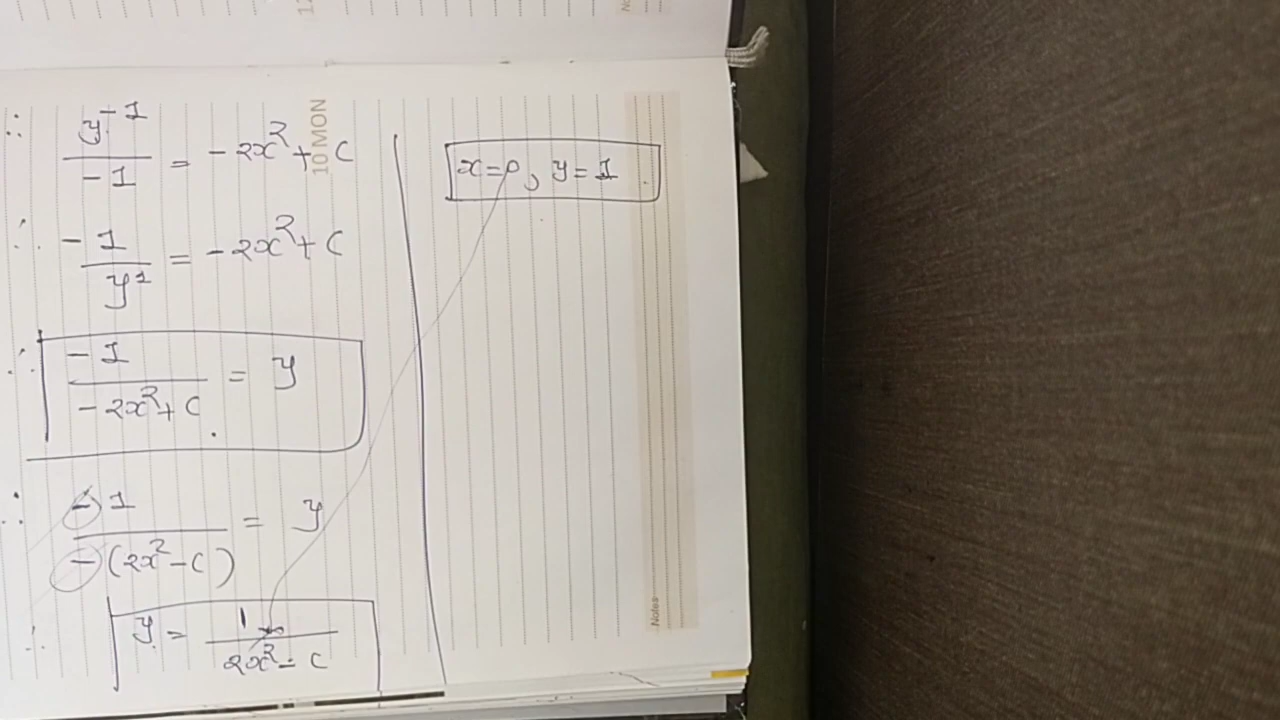 ∴ y⁻¹/-1 = -2x² + C
∴ -1/y¹ = -2x² + C
∴ -1/(-2x² + C) = y
∴ -1/-(2x² - C) = y
∴ y = 1/(2x² - C)
x=0, y=1
10 MON
Notes